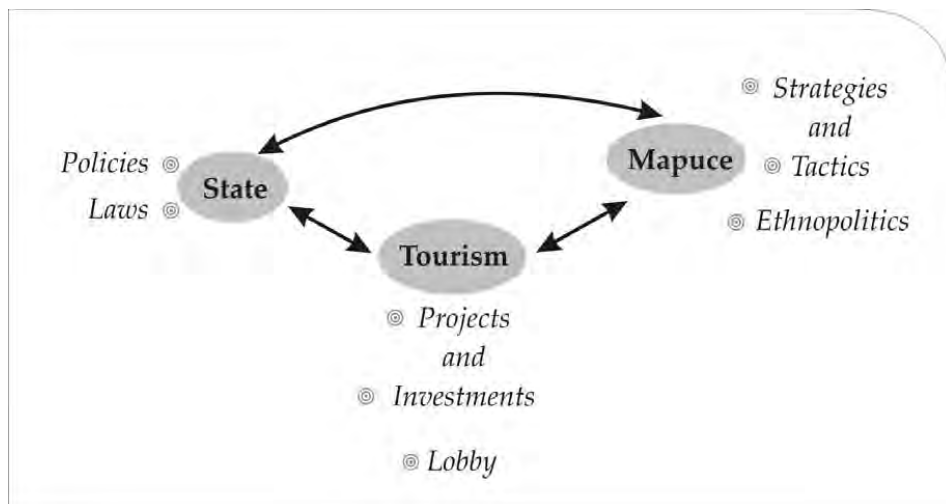 Policies
Laws
State
Mapuce
Strategies
and
Tactics
Ethnopolitics
Tourism
Projects
and
Investments
Lobby